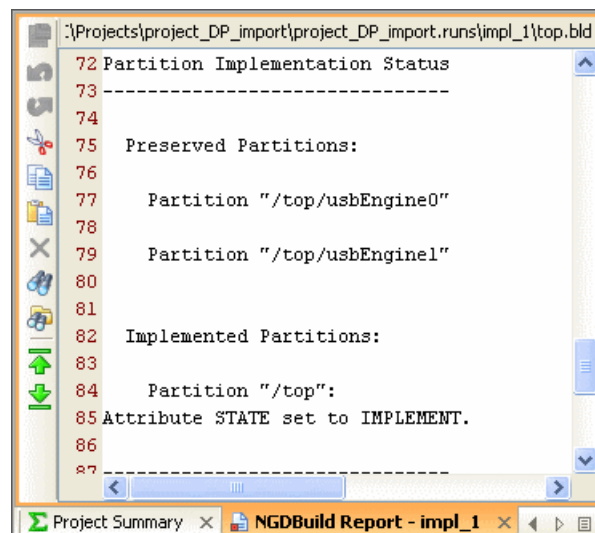 :\Projects\project_DP_import\project_DP_import.runs\impl_1\top.bld
72 Partition Implementation Status
73 -------------------------------
74
75 Preserved Partitions:
76
77 Partition "/top/usbEngine0"
78
79 Partition "/top/usbEngine1"
80
81
82 Implemented Partitions:
83
84 Partition "/top":
85 Attribute STATE set to IMPLEMENT.
86
87 -------------------------------
Σ Project Summary × NGDBuild Report - impl_1 ×